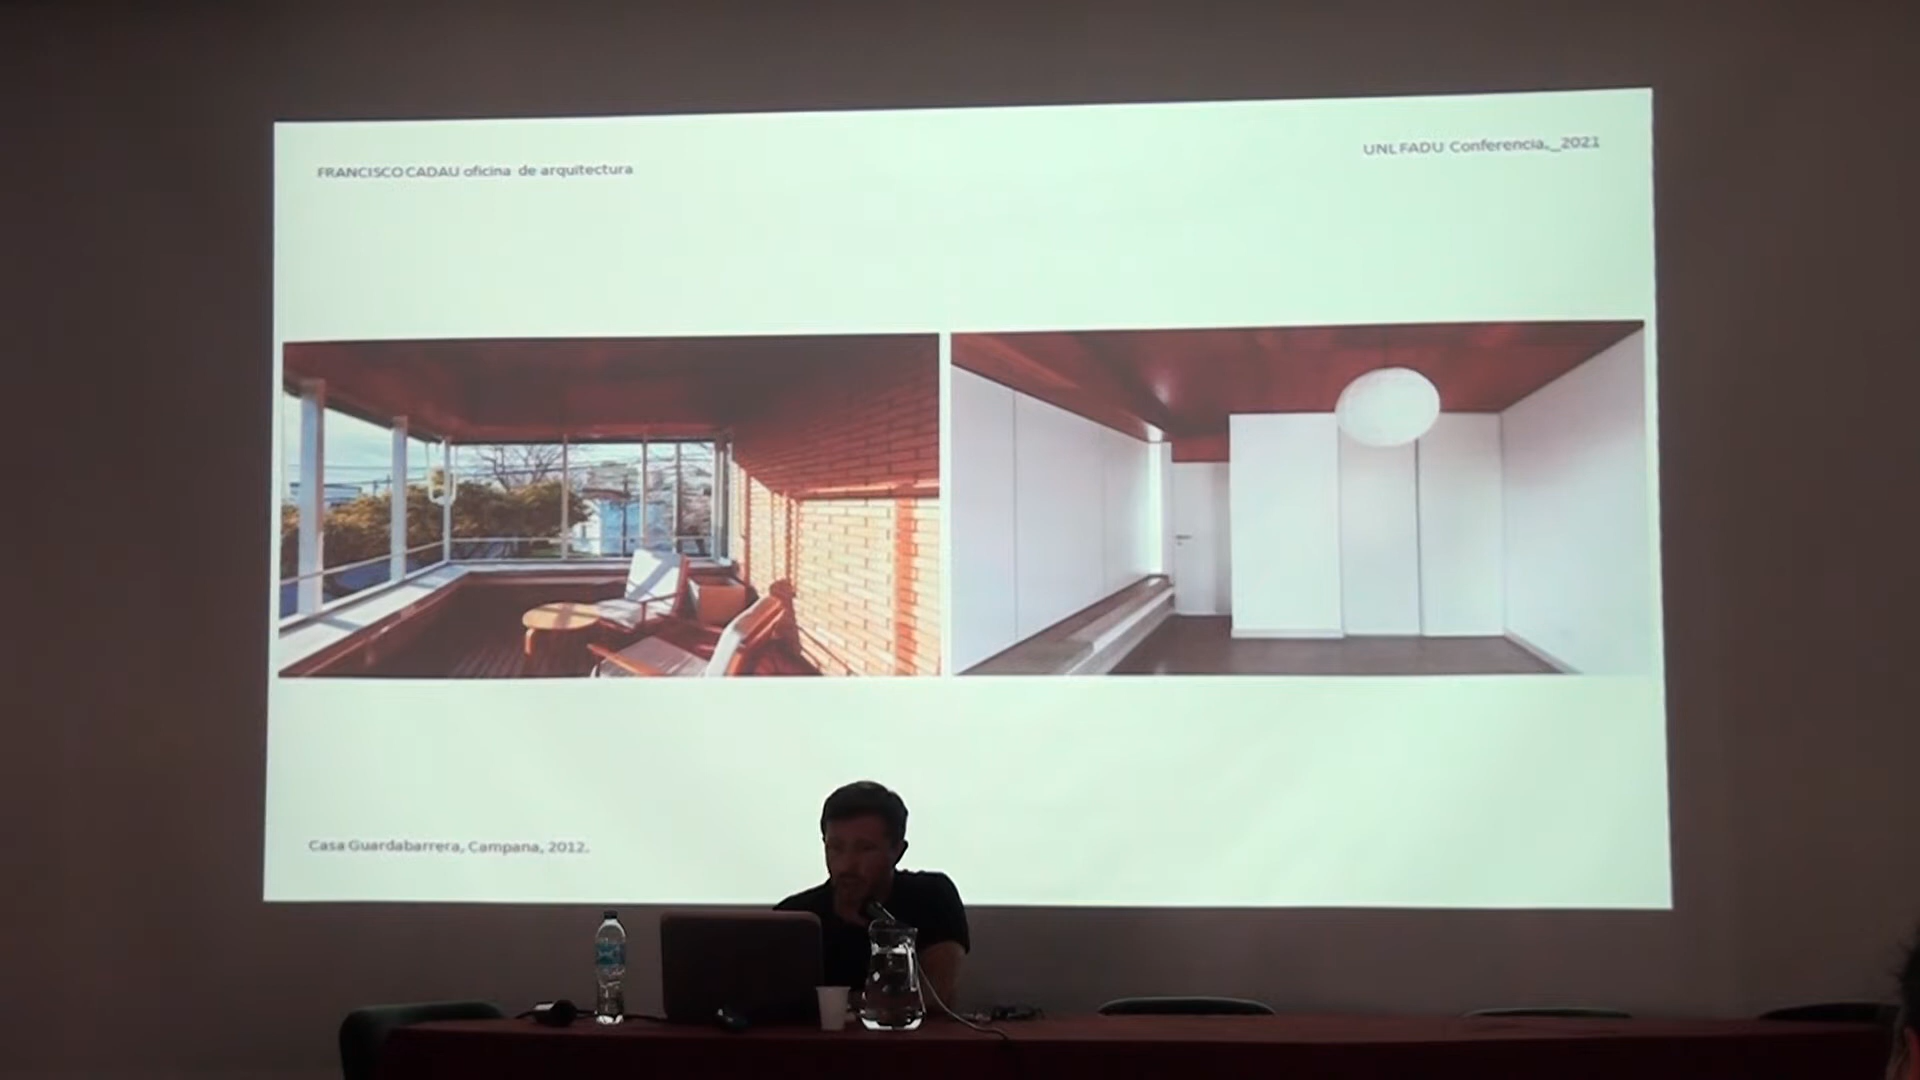 FRANCISCO CADAU oficina de arquitectura
UNL FADU Conferencia,_2021
Casa Guardabarrera, Campana, 2012.